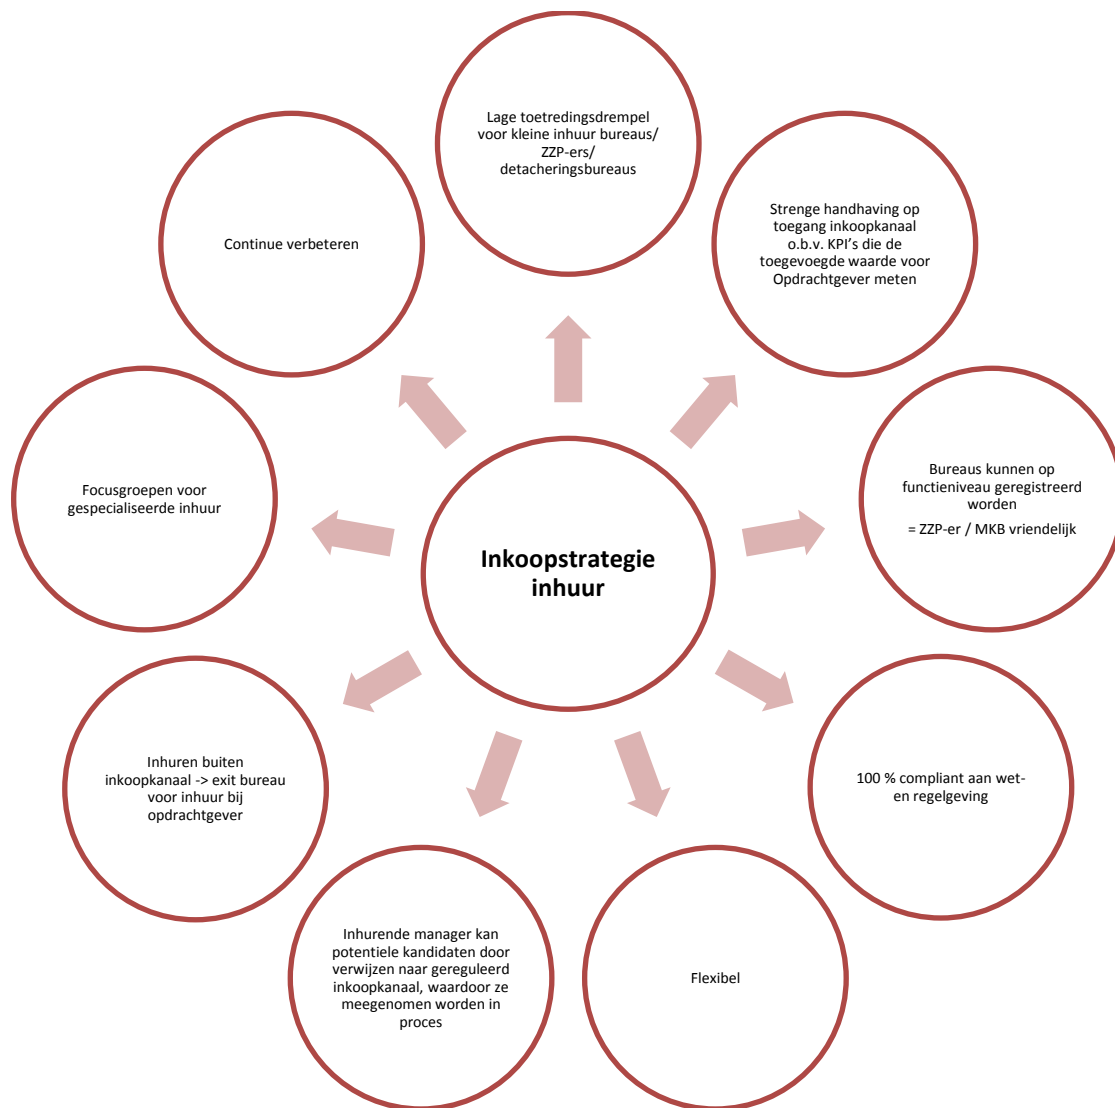 Lage toetredingsdrempel
voor kleine inhuur bureaus/
ZZP-ers/
detacheringsbureaus
Strenge handhaving op
toegang inkoopkanaal
o.b.v. KPI's die de
toegevoegde waarde voor
Opdrachtgever meten
Bureaus kunnen op
functieniveau geregistreerd
worden
= ZZP-er / MKB vriendelijk
100 % compliant aan wet-
en regelgeving
Flexibel
Inhurende manager kan
potentiele kandidaten door
verwijzen naar gereguleerd
inkoopkanaal, waardoor ze
meegenomen worden in
proces
Inhuren buiten
inkoopkanaal -> exit bureau
voor inhuur bij
opdrachtgever
Focusgroepen voor
gespecialiseerde inhuur
Continue verbeteren
Inkoopstrategie
inhuur